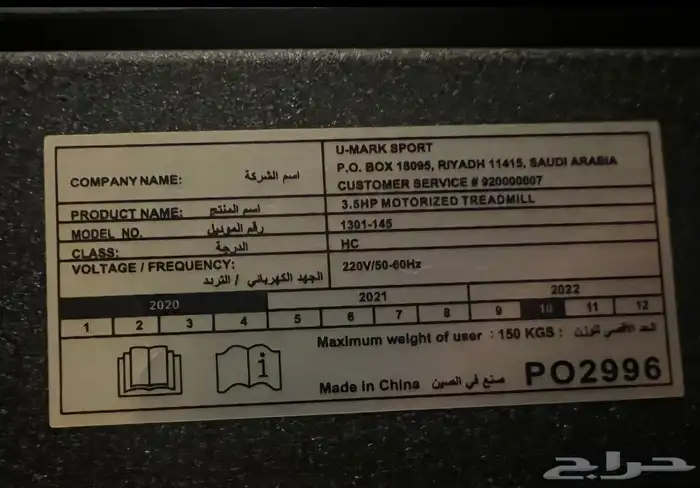 COMPANY NAME: اسم الشركة
U-MARK SPORT
P.O. BOX 18095, RIYADH 11415, SAUDI ARABIA
CUSTOMER SERVICE # 920000007
PRODUCT NAME: اسم المنتج 3.5HP MOTORIZED TREADMILL
MODEL NO. رقم الموديل 1301-145
CLASS: الدرجة HC
VOLTAGE / FREQUENCY: الجهد الكهربائي / التردد 220V/50-60Hz
2020 2021 2022
1 2 3 4 5 6 7 8 9 10 11 12
Maximum weight of user : 150 KGS : الحد الأقصى للوزن
Made in China صنع في الصين PO2996
حراج